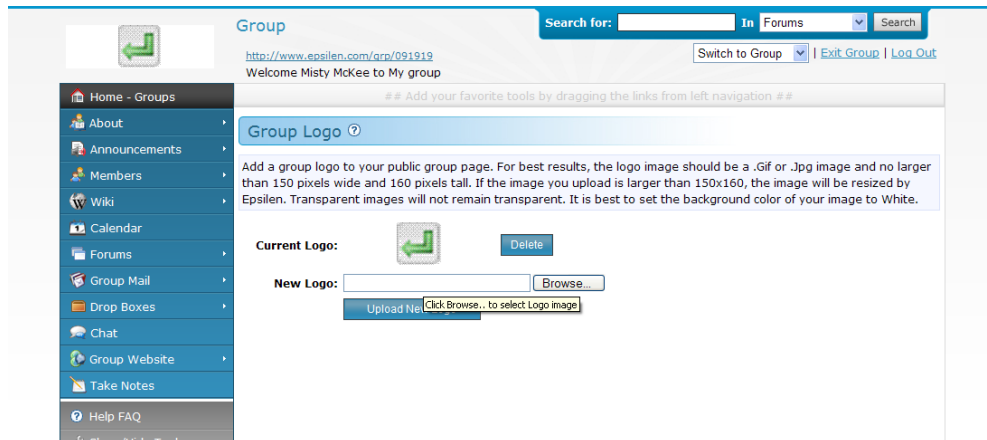 Group
Search for:
In Forums
Search
http://www.epsilen.com/grp/091919
Welcome Misty McKee to My group
Switch to Group | Exit Group | Log Out
Home - Groups
## Add your favorite tools by dragging the links from left navigation ##
About
Announcements
Members
Wiki
Calendar
Forums
Group Mail
Drop Boxes
Chat
Group Website
Take Notes
Help FAQ
Group Logo ?
Add a group logo to your public group page. For best results, the logo image should be a .Gif or .Jpg image and no larger
than 150 pixels wide and 160 pixels tall. If the image you upload is larger than 150x160, the image will be resized by
Epsilen. Transparent images will not remain transparent. It is best to set the background color of your image to White.
Current Logo:
Delete
New Logo:
Browse...
Click Browse.. to select Logo image
Upload